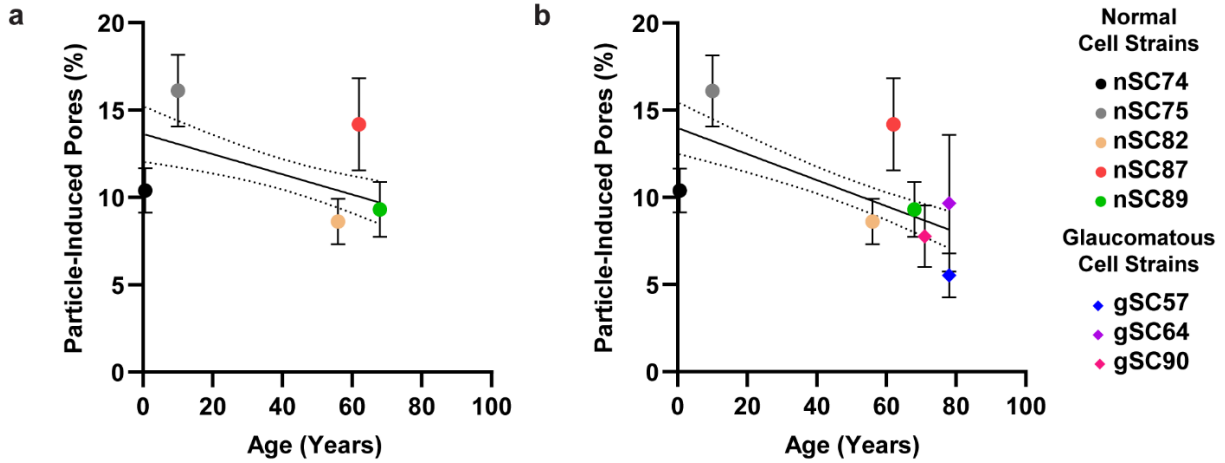 a
Particle-Induced Pores (%)
20
15
10
5
0
0 20 40 60 80 100
Age (Years)
b
Particle-Induced Pores (%)
20
15
10
5
0
0 20 40 60 80 100
Age (Years)
Normal
Cell Strains
nSC74
nSC75
nSC82
nSC87
nSC89
Glaucomatous
Cell Strains
gSC57
gSC64
gSC90